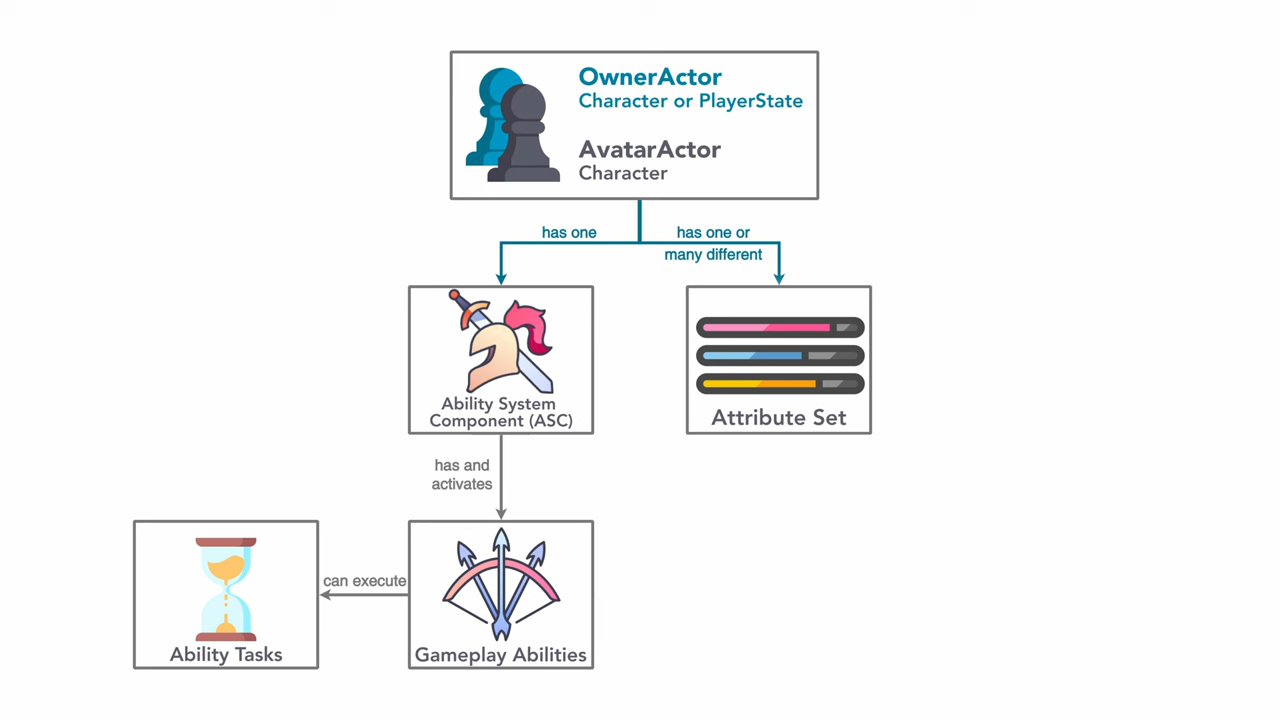 OwnerActor
Character or PlayerState
AvatarActor
Character
has one
has one or
many different
Ability System
Component (ASC)
Attribute Set
has and
activates
can execute
Ability Tasks
Gameplay Abilities